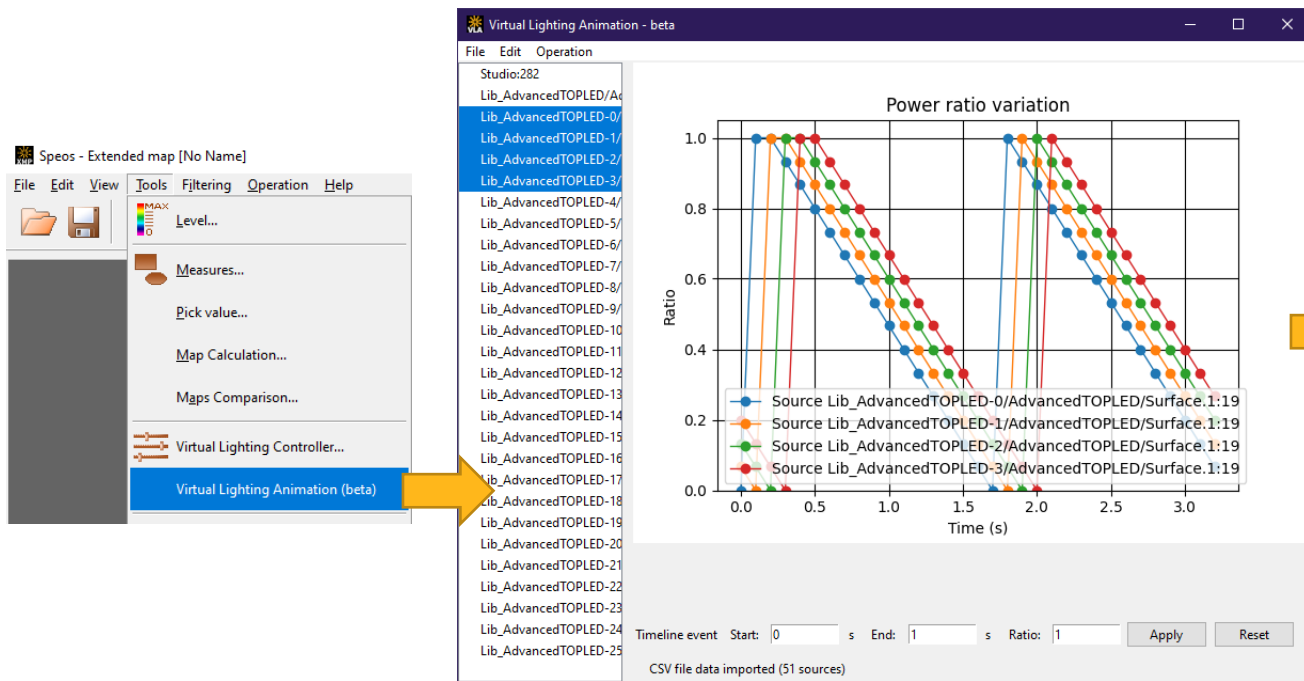 XMP Speos - Extended map [No Name]
File Edit View Tools Filtering Operation Help
MAX
0
Level...
Measures...
Pick value...
Map Calculation...
Maps Comparison...
Virtual Lighting Controller...
Virtual Lighting Animation (beta)
VLA Virtual Lighting Animation - beta
File Edit Operation
Studio:282
Lib_AdvancedTOPLED/Ad
Lib_AdvancedTOPLED-0/
Lib_AdvancedTOPLED-1/
Lib_AdvancedTOPLED-2/
Lib_AdvancedTOPLED-3/
Lib_AdvancedTOPLED-4/
Lib_AdvancedTOPLED-5/
Lib_AdvancedTOPLED-6/
Lib_AdvancedTOPLED-7/
Lib_AdvancedTOPLED-8/
Lib_AdvancedTOPLED-9/
Lib_AdvancedTOPLED-10
Lib_AdvancedTOPLED-11
Lib_AdvancedTOPLED-12
Lib_AdvancedTOPLED-13
Lib_AdvancedTOPLED-14
Lib_AdvancedTOPLED-15
Lib_AdvancedTOPLED-16
Lib_AdvancedTOPLED-17
Lib_AdvancedTOPLED-18
Lib_AdvancedTOPLED-19
Lib_AdvancedTOPLED-20
Lib_AdvancedTOPLED-21
Lib_AdvancedTOPLED-22
Lib_AdvancedTOPLED-23
Lib_AdvancedTOPLED-24
Lib_AdvancedTOPLED-25
Power ratio variation
1.0
0.8
0.6
0.4
0.2
0.0
Ratio
Source Lib_AdvancedTOPLED-0/AdvancedTOPLED/Surface.1:19
Source Lib_AdvancedTOPLED-1/AdvancedTOPLED/Surface.1:19
Source Lib_AdvancedTOPLED-2/AdvancedTOPLED/Surface.1:19
Source Lib_AdvancedTOPLED-3/AdvancedTOPLED/Surface.1:19
0.0 0.5 1.0 1.5 2.0 2.5 3.0
Time (s)
Timeline event Start: 0 s End: 1 s Ratio: 1 Apply Reset
CSV file data imported (51 sources)